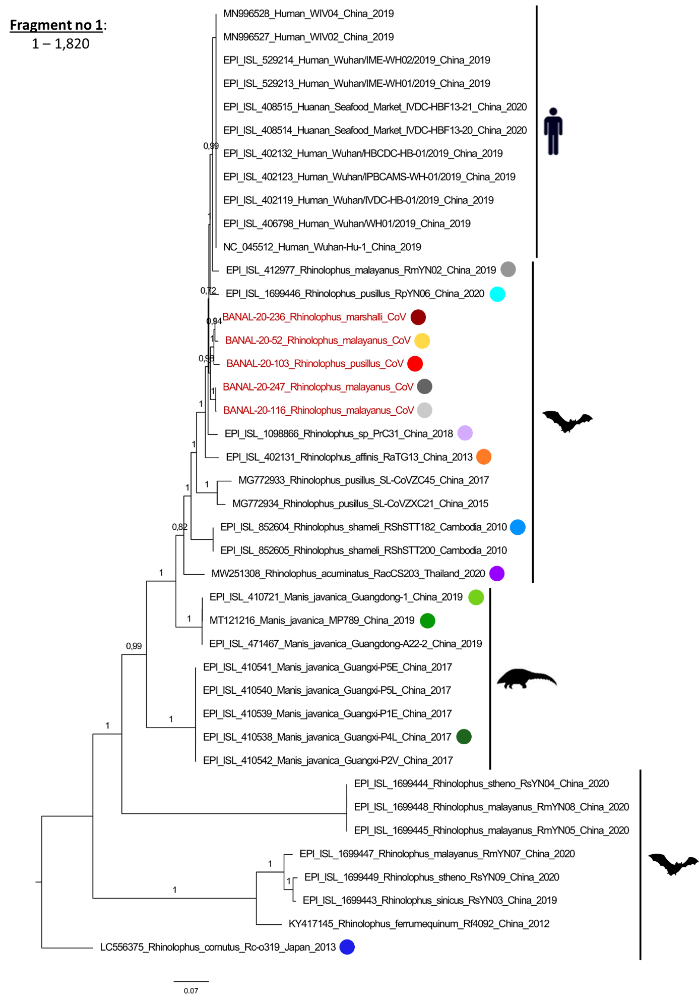 Fragment no 1:
1 – 1,820
MN996528_Human_WIV04_China_2019
MN996527_Human_WIV02_China_2019
EPI_ISL_529214_Human_Wuhan/IME-WH02/2019_China_2019
EPI_ISL_529213_Human_Wuhan/IME-WH01/2019_China_2019
EPI_ISL_408515_Huanan_Seafood_Market_IVDC-HBF13-21_China_2020
EPI_ISL_408514_Huanan_Seafood_Market_IVDC-HBF13-20_China_2020
0,99
EPI_ISL_402132_Human_Wuhan/HBCDC-HB-01/2019_China_2019
EPI_ISL_402123_Human_Wuhan/IPBCAMS-WH-01/2019_China_2019
EPI_ISL_402119_Human_Wuhan/IVDC-HB-01/2019_China_2019
1
EPI_ISL_406798_Human_Wuhan/WH01/2019_China_2019
NC_045512_Human_Wuhan-Hu-1_China_2019
EPI_ISL_412977_Rhinolophus_malayanus_RmYN02_China_2019
0,72
EPI_ISL_1699446_Rhinolophus_pusillus_RpYN06_China_2020
BANAL-20-236_Rhinolophus_marshalli_CoV
0,94
1
BANAL-20-52_Rhinolophus_malayanus_CoV
0,98
BANAL-20-103_Rhinolophus_pusillus_CoV
BANAL-20-247_Rhinolophus_malayanus_CoV
1
1
BANAL-20-116_Rhinolophus_malayanus_CoV
EPI_ISL_1098866_Rhinolophus_sp_PrC31_China_2018
1
EPI_ISL_402131_Rhinolophus_affinis_RaTG13_China_2013
MG772933_Rhinolophus_pusillus_SL-CoVZC45_China_2017
1
1
MG772934_Rhinolophus_pusillus_SL-CoVZXC21_China_2015
0,82
EPI_ISL_852604_Rhinolophus_shameli_RShSTT182_Cambodia_2010
EPI_ISL_852605_Rhinolophus_shameli_RShSTT200_Cambodia_2010
1
MW251308_Rhinolophus_acuminatus_RacCS203_Thailand_2020
EPI_ISL_410721_Manis_javanica_Guangdong-1_China_2019
1
MT121216_Manis_javanica_MP789_China_2019
0,99
EPI_ISL_471467_Manis_javanica_Guangdong-A22-2_China_2019
EPI_ISL_410541_Manis_javanica_Guangxi-P5E_China_2017
EPI_ISL_410540_Manis_javanica_Guangxi-P5L_China_2017
EPI_ISL_410539_Manis_javanica_Guangxi-P1E_China_2017
1
1
EPI_ISL_410538_Manis_javanica_Guangxi-P4L_China_2017
EPI_ISL_410542_Manis_javanica_Guangxi-P2V_China_2017
EPI_ISL_1699444_Rhinolophus_stheno_RsYN04_China_2020
EPI_ISL_1699448_Rhinolophus_malayanus_RmYN08_China_2020
EPI_ISL_1699445_Rhinolophus_malayanus_RmYN05_China_2020
EPI_ISL_1699447_Rhinolophus_malayanus_RmYN07_China_2020
1
EPI_ISL_1699449_Rhinolophus_stheno_RsYN09_China_2020
1
1
EPI_ISL_1699443_Rhinolophus_sinicus_RsYN03_China_2019
KY417145_Rhinolophus_ferrumequinum_Rf4092_China_2012
LC556375_Rhinolophus_cornutus_Rc-o319_Japan_2013
0.07